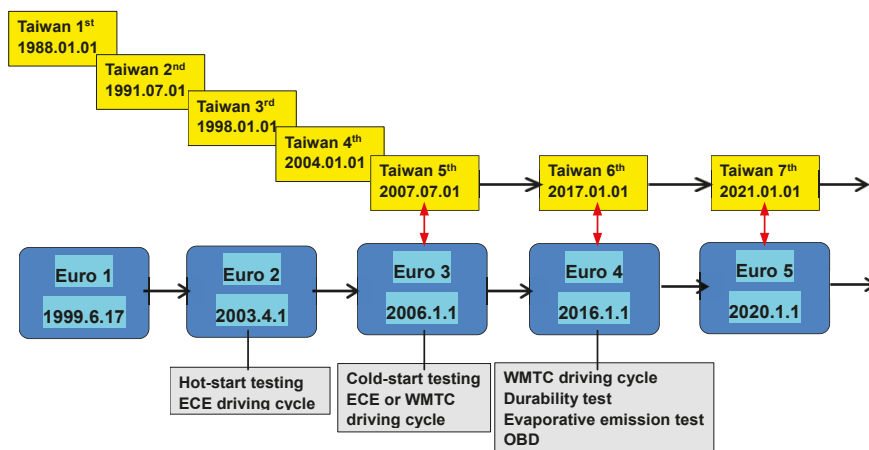 Taiwan 1st
1988.01.01
Taiwan 2nd
1991.07.01
Taiwan 3rd
1998.01.01
Taiwan 4th
2004.01.01
Taiwan 5th
2007.07.01
Taiwan 6th
2017.01.01
Taiwan 7th
2021.01.01
Euro 1
1999.6.17
Euro 2
2003.4.1
Euro 3
2006.1.1
Euro 4
2016.1.1
Euro 5
2020.1.1
Hot-start testing
ECE driving cycle
Cold-start testing
ECE or WMTC
driving cycle
WMTC driving cycle
Durability test
Evaporative emission test
OBD